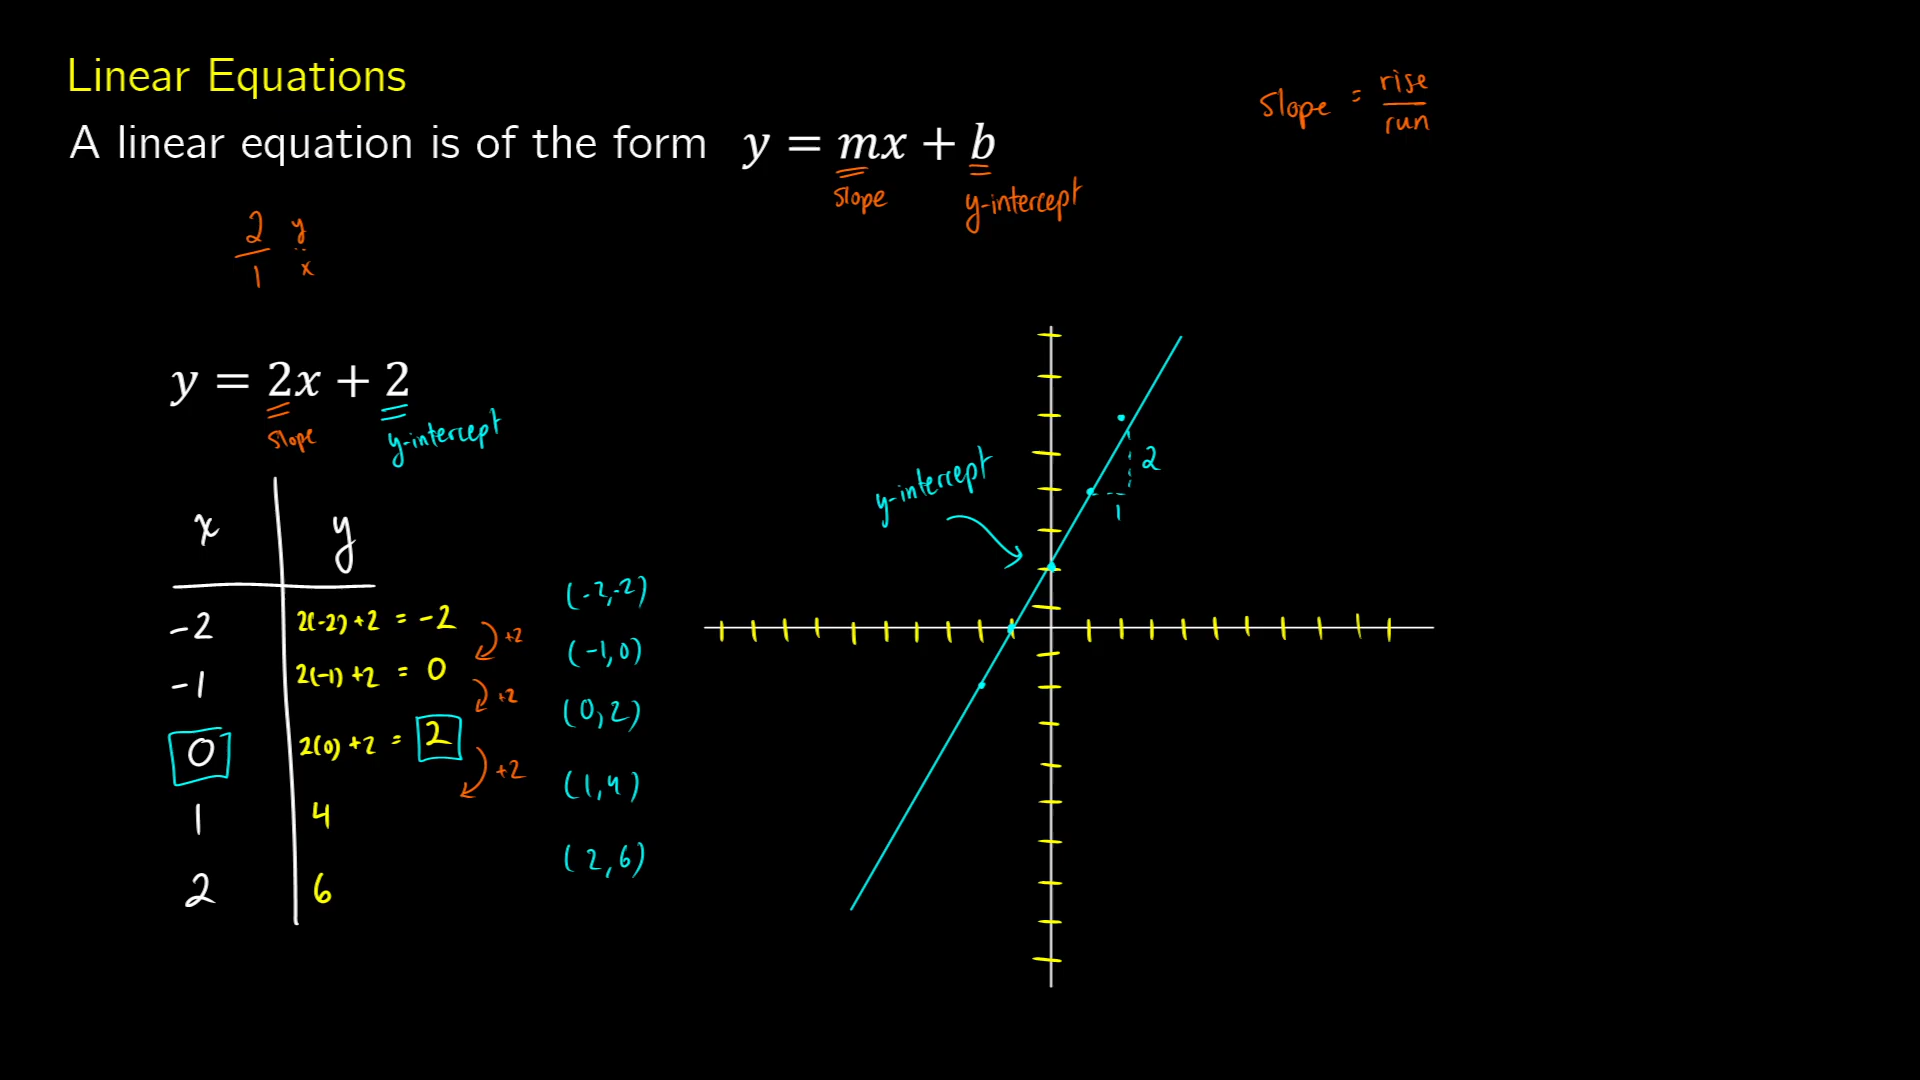 Linear Equations
slope = rise/run
A linear equation is of the form y = mx + b
slope
y-intercept
2/1 y/x
y = 2x + 2
slope
y-intercept
x y
-2 2(-2)+2 = -2 +2
-1 2(-1)+2 = 0 +2
0 2(0)+2 = 2 +2
1 4
2 6
(-2,-2)
(-1,0)
(0,2)
(1,4)
(2,6)
y-intercept
2
1